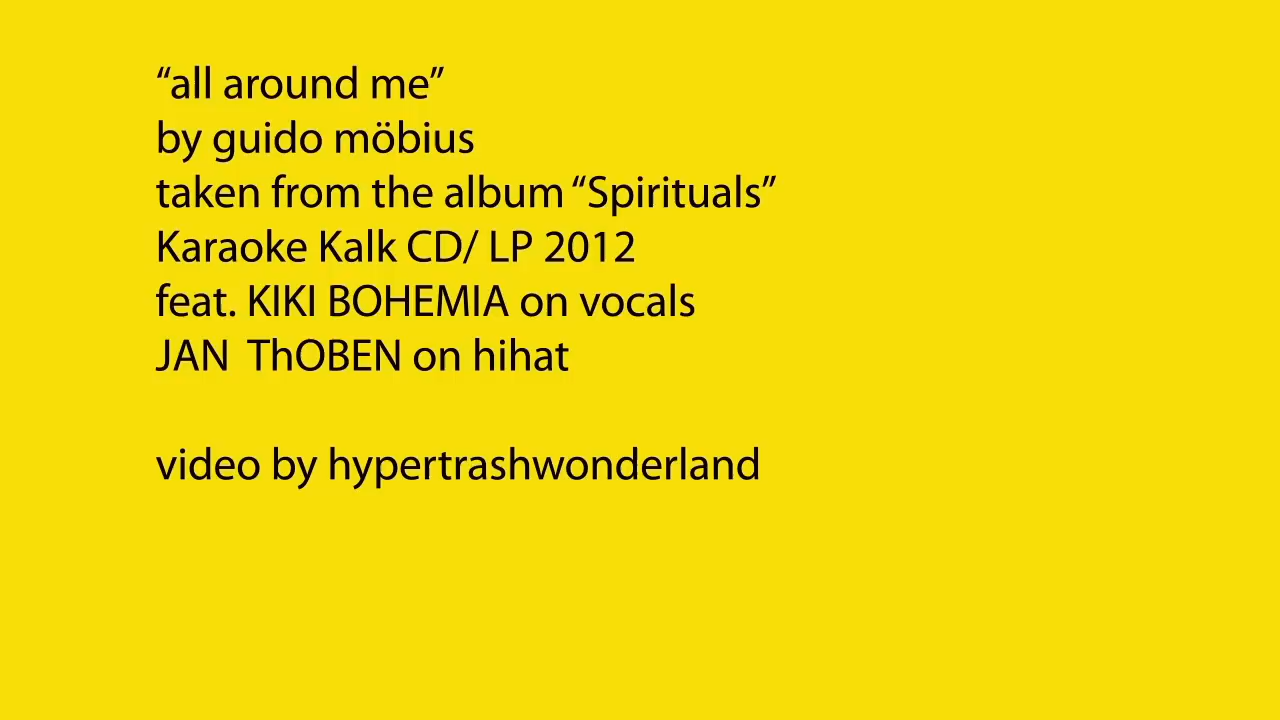 “all around me”
by guido möbius
taken from the album “Spirituals”
Karaoke Kalk CD/ LP 2012
feat. KIKI BOHEMIA on vocals
JAN  ThOBEN on hihat
video by hypertrashwonderland